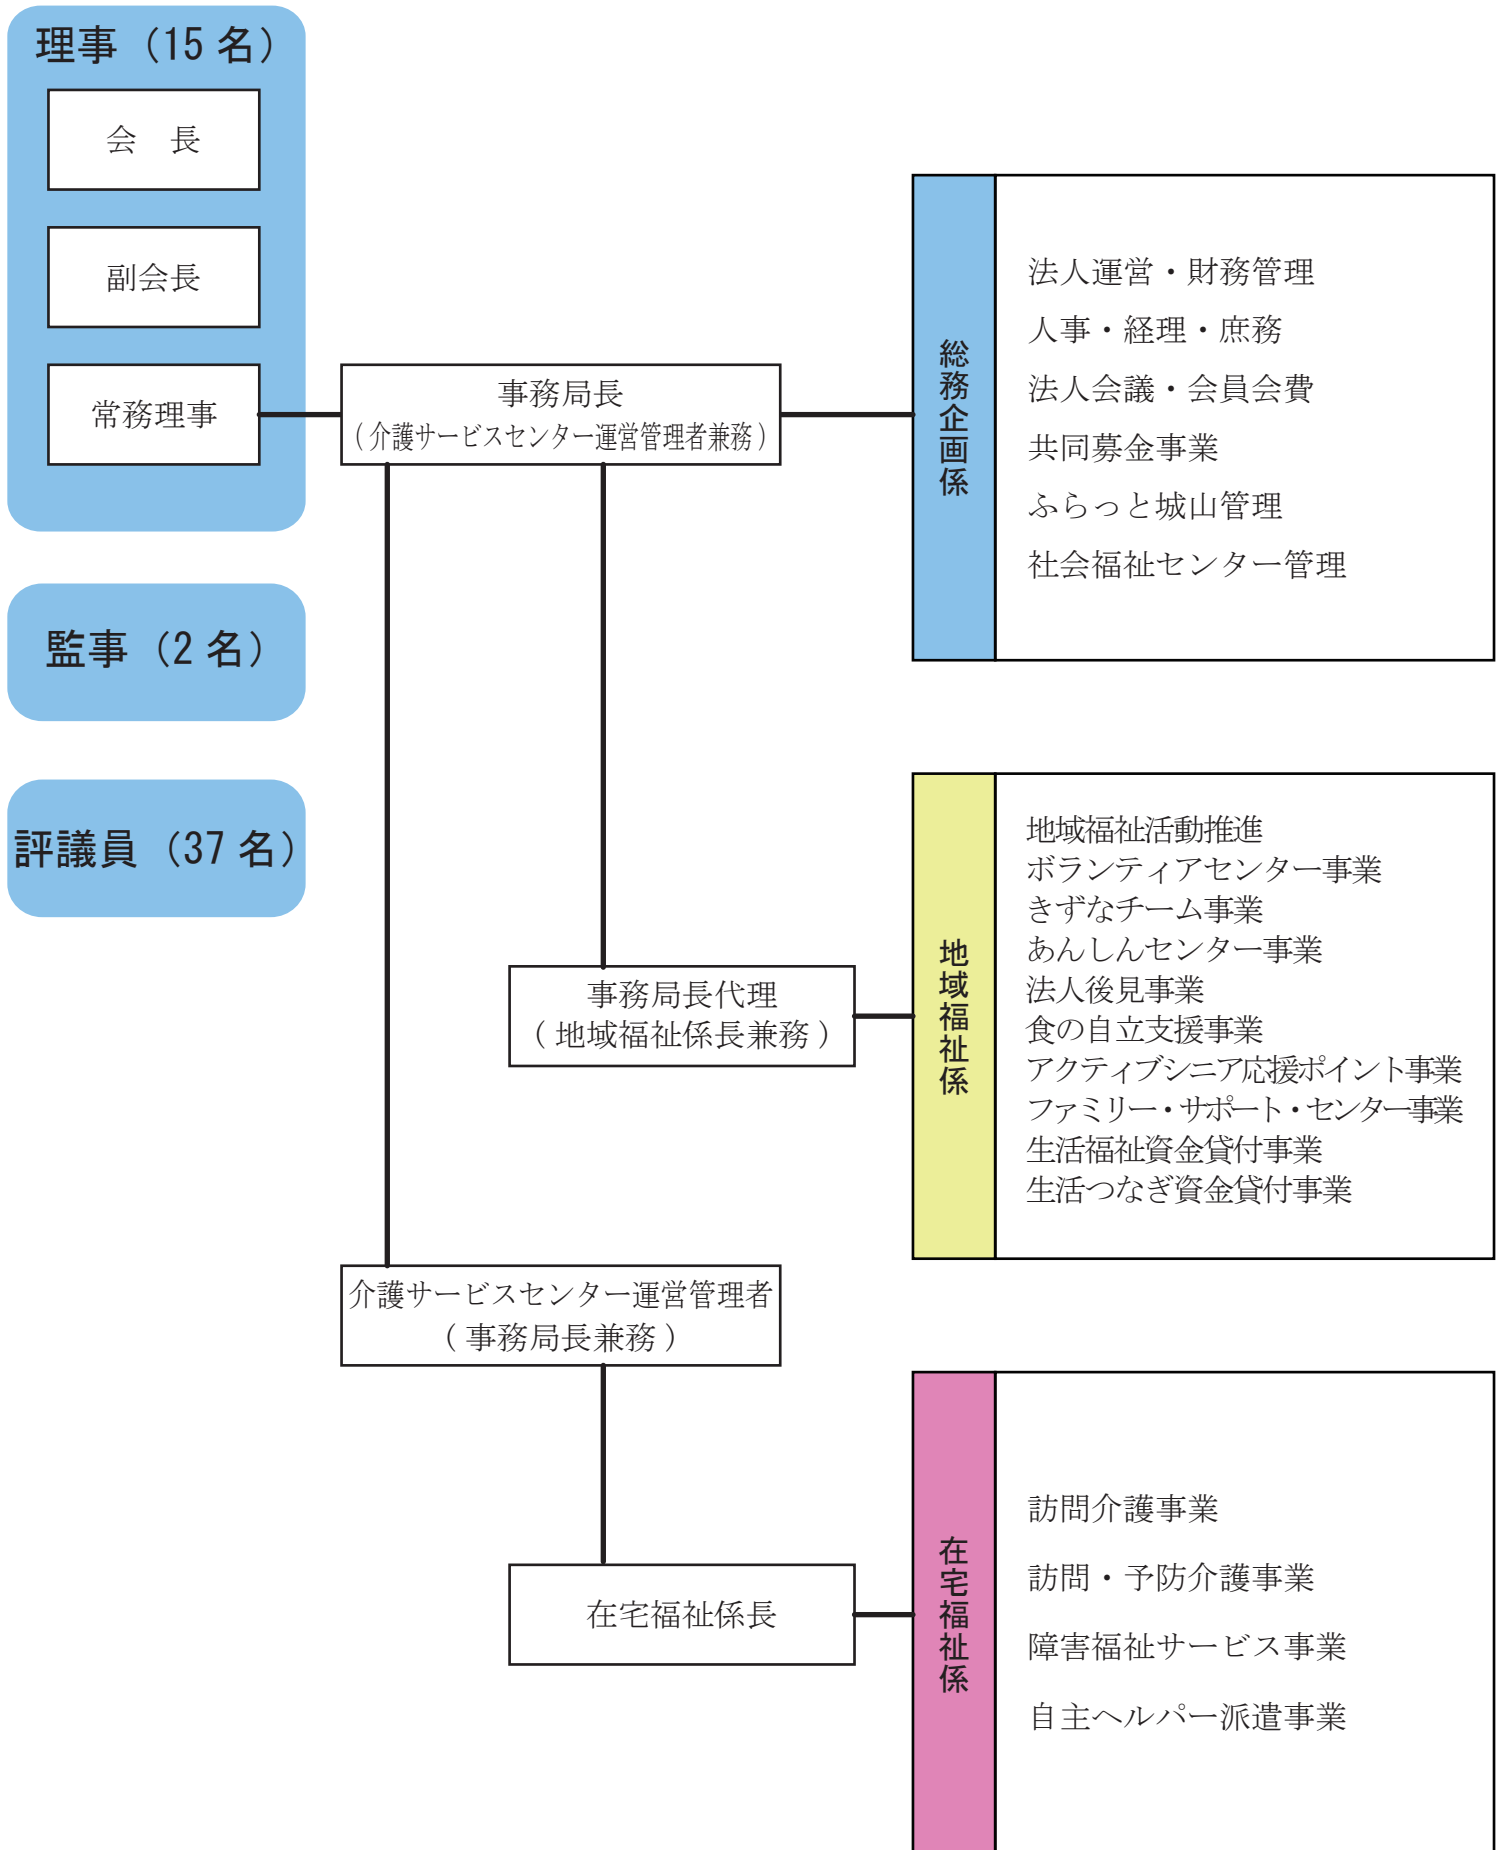 理事（15 名）
会　長
副会長
常務理事
監事（2 名）
評議員（37 名）
事務局長
（介護サービスセンター運営管理者兼務）
事務局長代理
（地域福祉係長兼務）
介護サービスセンター運営管理者
（事務局長兼務）
在宅福祉係長
総務企画係
法人運営・財務管理
人事・経理・庶務
法人会議・会員会費
共同募金事業
ふらっと城山管理
社会福祉センター管理
地域福祉係
地域福祉活動推進
ボランティアセンター事業
きずなチーム事業
あんしんセンター事業
法人後見事業
食の自立支援事業
アクティブシニア応援ポイント事業
ファミリー・サポート・センター事業
生活福祉資金貸付事業
生活つなぎ資金貸付事業
在宅福祉係
訪問介護事業
訪問・予防介護事業
障害福祉サービス事業
自主ヘルパー派遣事業